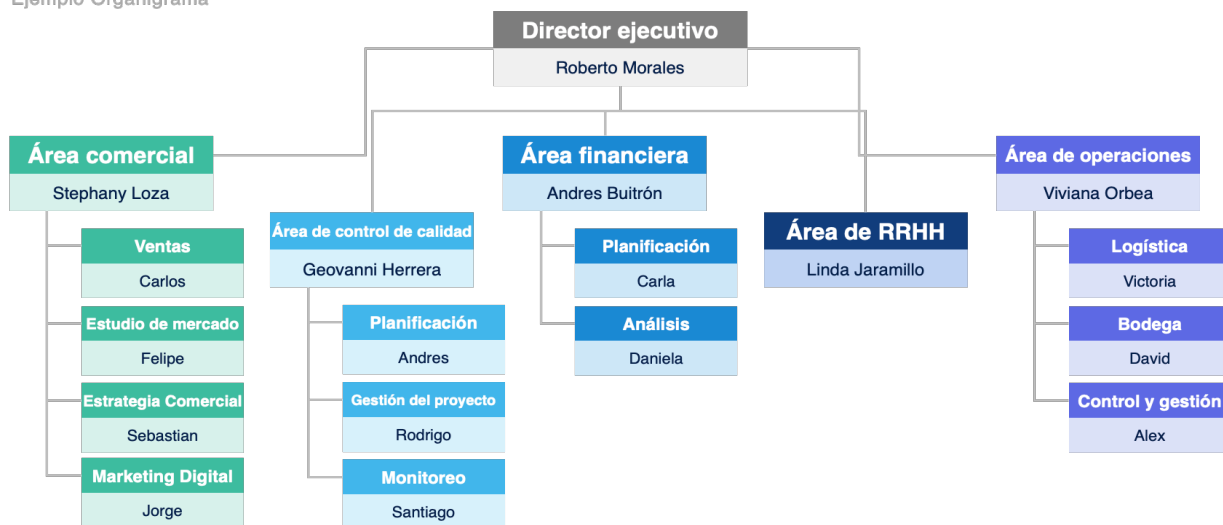 Ejemplo Organigrama
Director ejecutivo
Roberto Morales
Área comercial
Stephany Loza
Ventas
Carlos
Estudio de mercado
Felipe
Estrategia Comercial
Sebastian
Marketing Digital
Jorge
Área de control de calidad
Geovanni Herrera
Planificación
Andres
Gestión del proyecto
Rodrigo
Monitoreo
Santiago
Área financiera
Andres Buitrón
Planificación
Carla
Análisis
Daniela
Área de RRHH
Linda Jaramillo
Área de operaciones
Viviana Orbea
Logística
Victoria
Bodega
David
Control y gestión
Alex